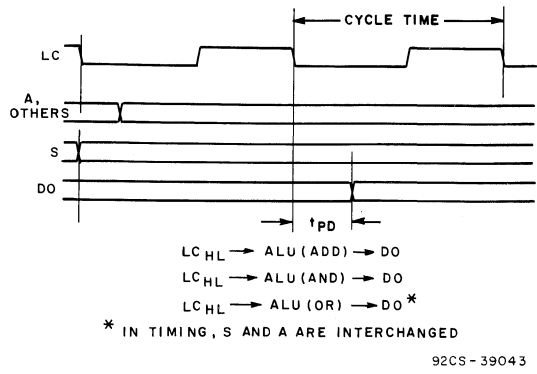 CYCLE TIME
LC
A,
OTHERS
S
DO
tPD
LCHL → ALU (ADD) → DO
LCHL → ALU (AND) → DO
LCHL → ALU (OR) → DO*
* IN TIMING, S AND A ARE INTERCHANGED
92CS-39043